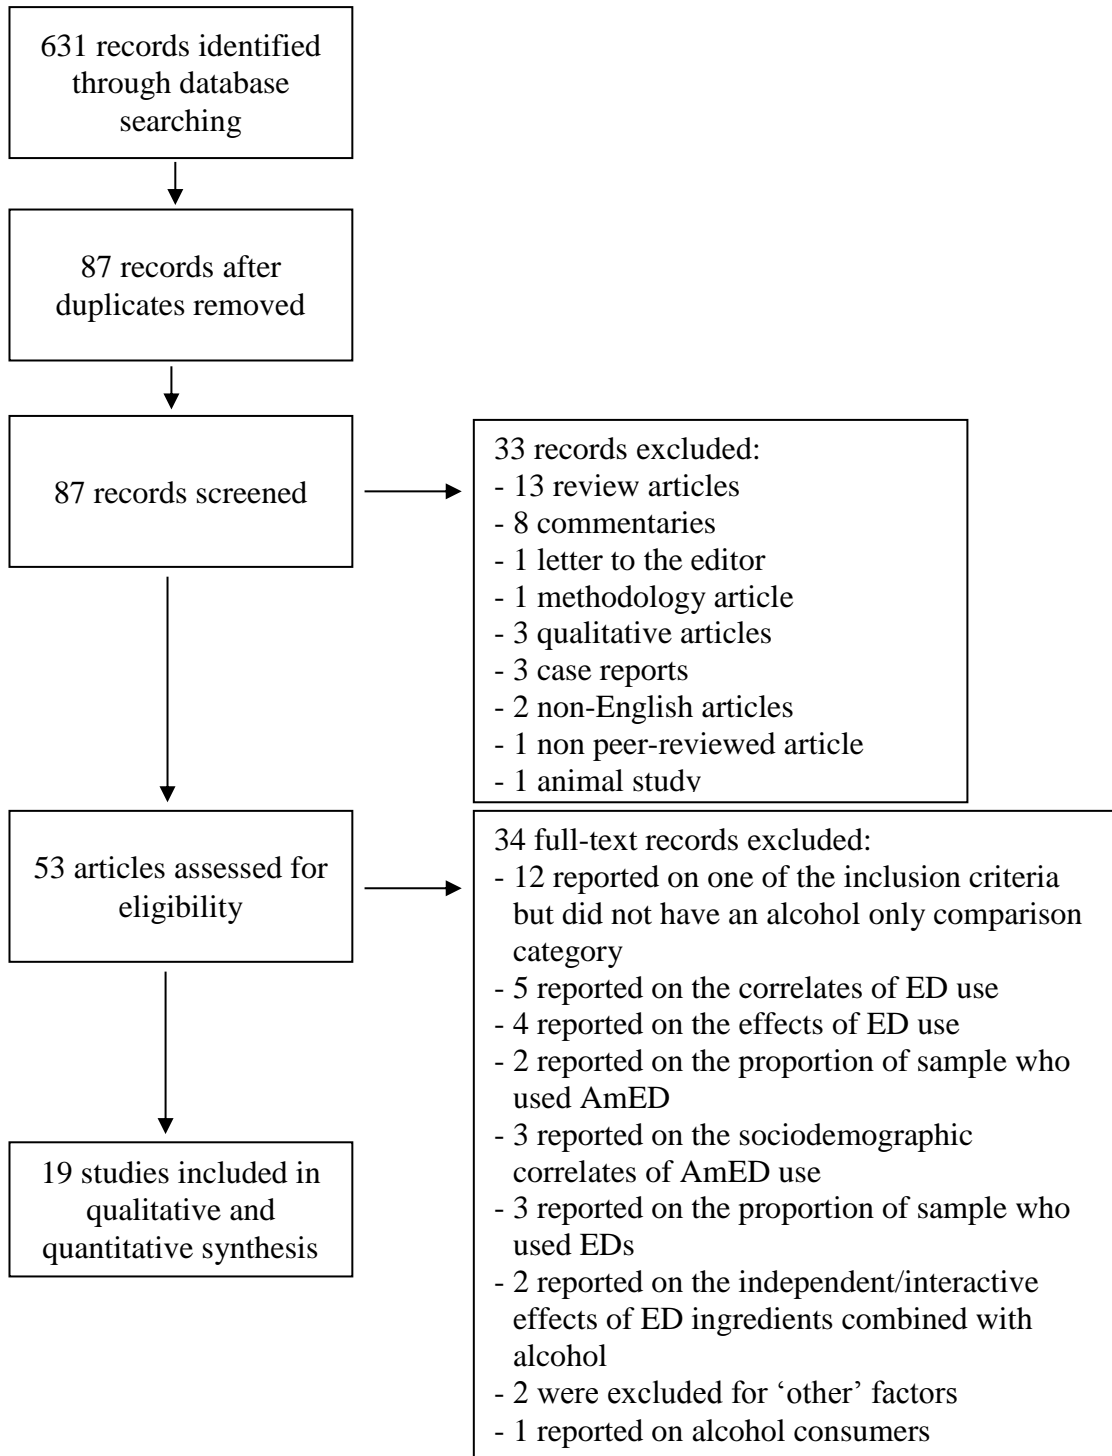 631 records identified
through database
searching
87 records after
duplicates removed
87 records screened
33 records excluded:
- 13 review articles
- 8 commentaries
- 1 letter to the editor
- 1 methodology article
- 3 qualitative articles
- 3 case reports
- 2 non-English articles
- 1 non peer-reviewed article
- 1 animal study
53 articles assessed for
eligibility
34 full-text records excluded:
- 12 reported on one of the inclusion criteria
but did not have an alcohol only comparison
category
- 5 reported on the correlates of ED use
- 4 reported on the effects of ED use
- 2 reported on the proportion of sample who
used AmED
- 3 reported on the sociodemographic
correlates of AmED use
- 3 reported on the proportion of sample who
used EDs
- 2 reported on the independent/interactive
effects of ED ingredients combined with
alcohol
- 2 were excluded for ‘other’ factors
- 1 reported on alcohol consumers
19 studies included in
qualitative and
quantitative synthesis